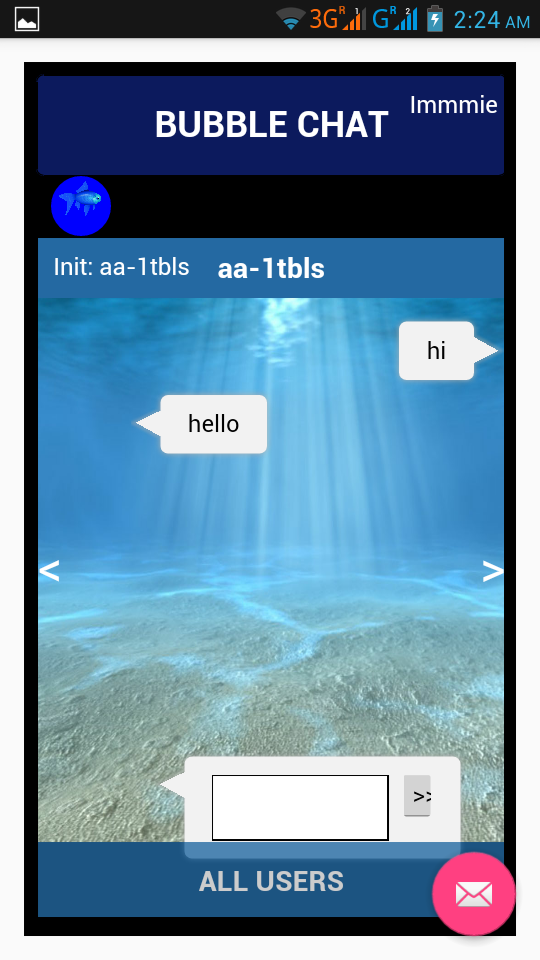 3G R 1 G R 2 2:24 AM
Immmie
BUBBLE CHAT
Init: aa-1tbls aa-1tbls
hi
hello
< >
>>
ALL USERS